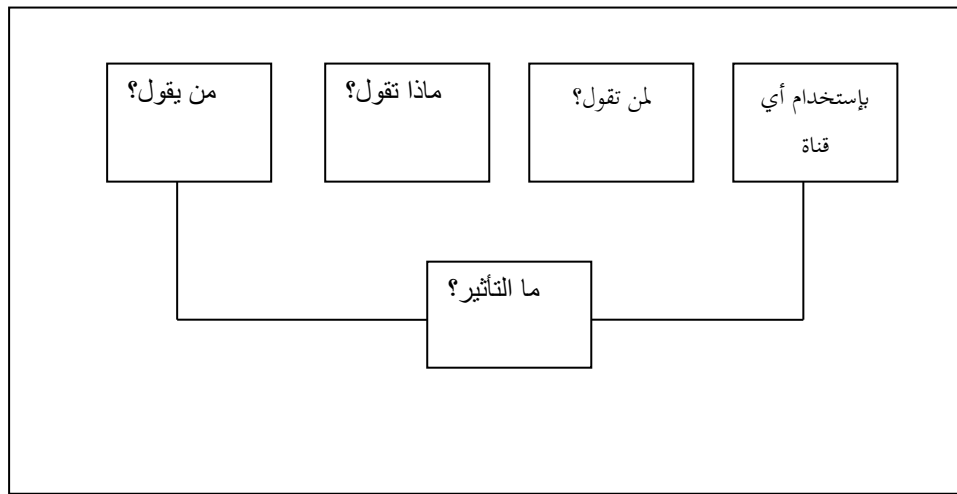 من يقول؟
ماذا تقول؟
لمن تقول؟
بإستخدام أي
قناة
ما التأثير؟